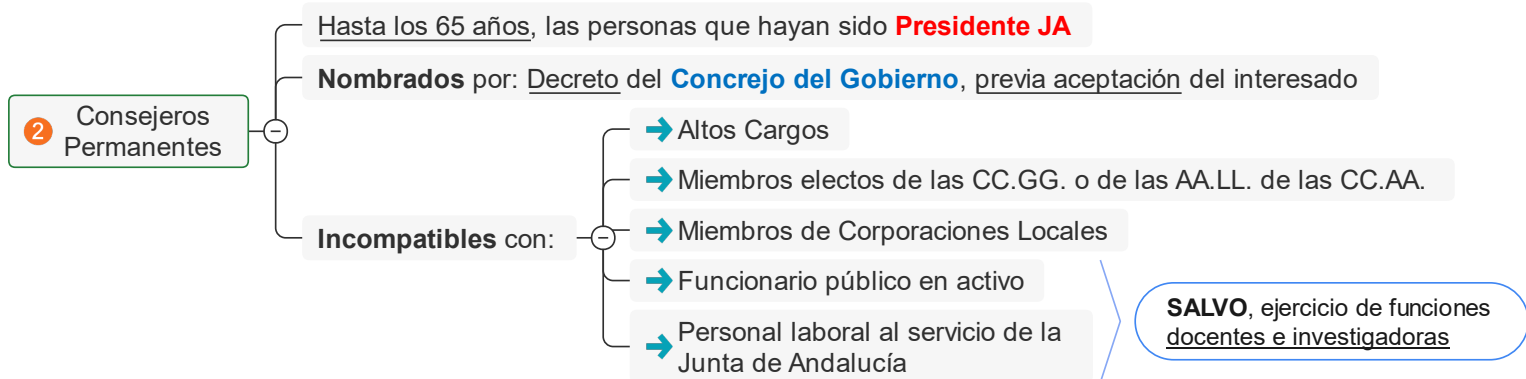 Hasta los 65 años, las personas que hayan sido Presidente JA
Nombrados por: Decreto del Concrejo del Gobierno, previa aceptación del interesado
2 Consejeros
Permanentes
Incompatibles con:
Altos Cargos
Miembros electos de las CC.GG. o de las AA.LL. de las CC.AA.
Miembros de Corporaciones Locales
Funcionario público en activo
Personal laboral al servicio de la
Junta de Andalucía
SALVO, ejercicio de funciones
docentes e investigadoras